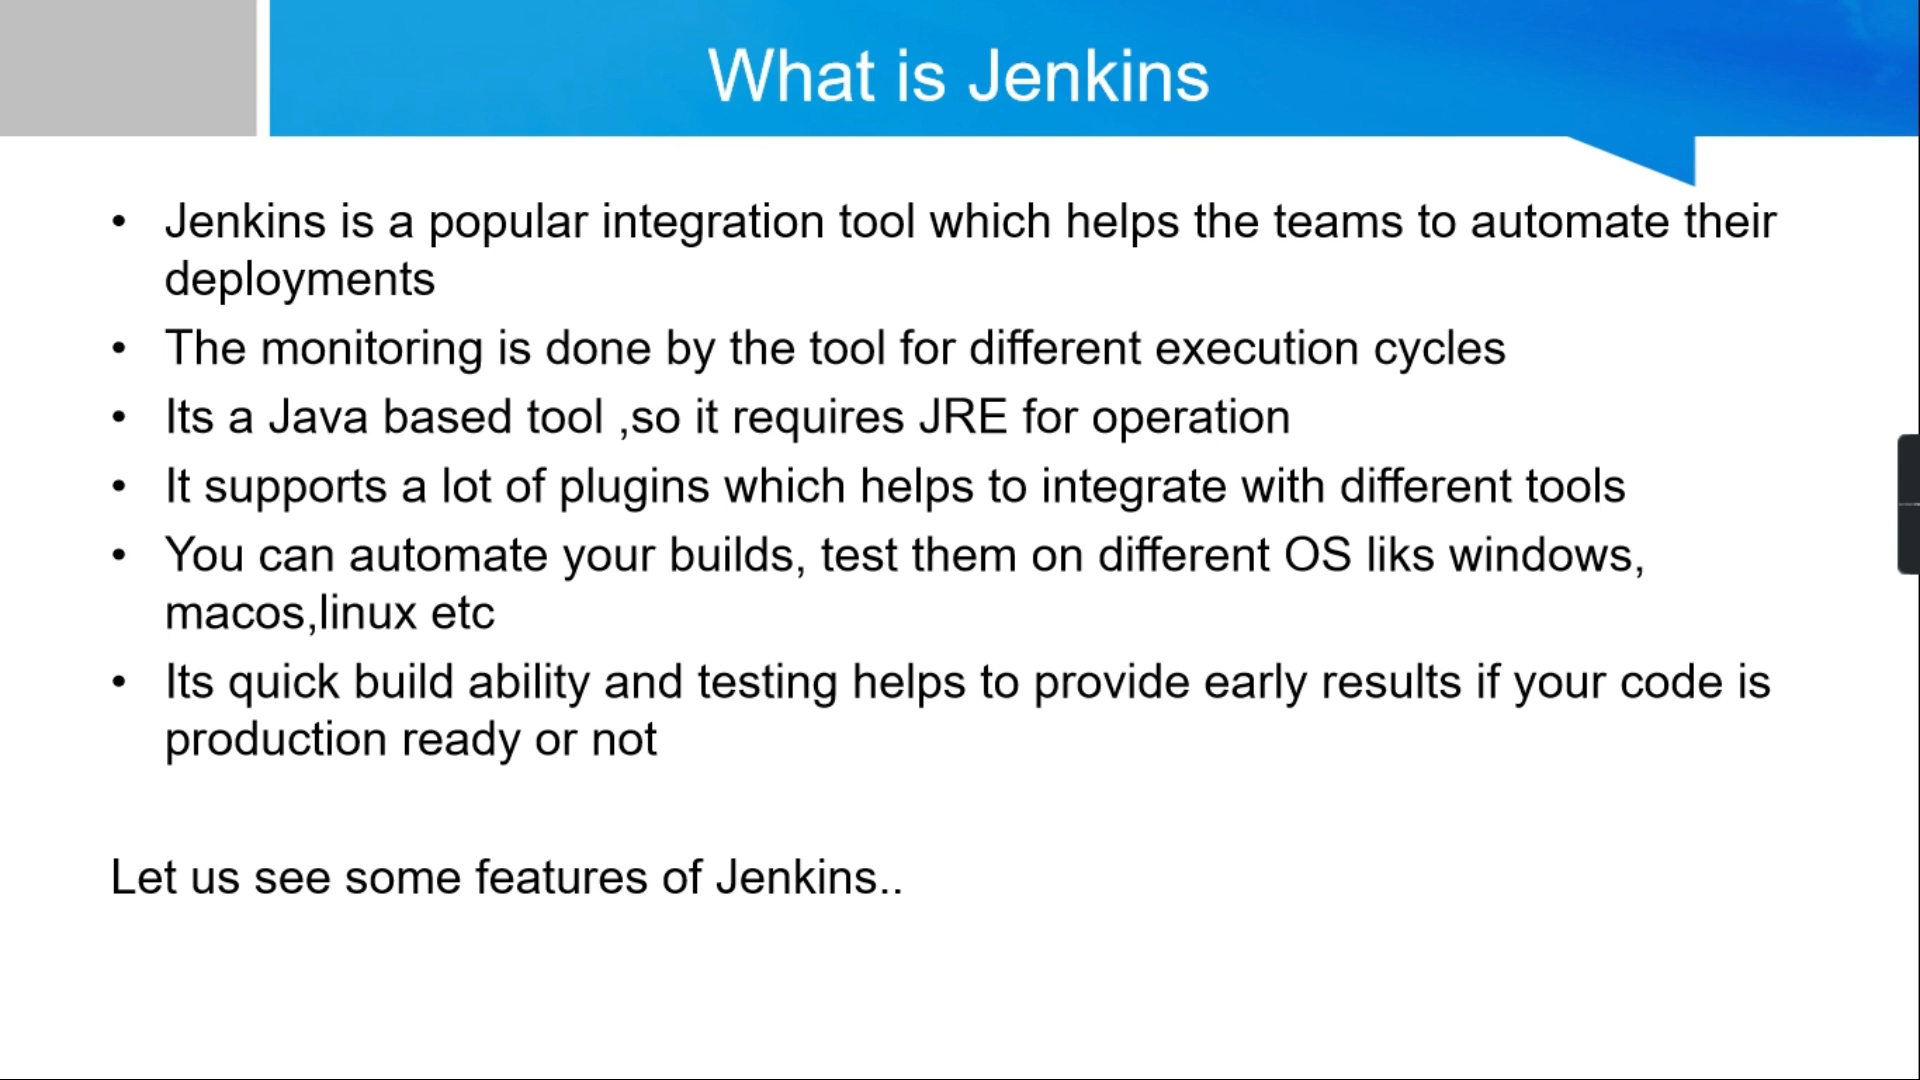 What is Jenkins
• Jenkins is a popular integration tool which helps the teams to automate their
deployments
• The monitoring is done by the tool for different execution cycles
• Its a Java based tool ,so it requires JRE for operation
• It supports a lot of plugins which helps to integrate with different tools
• You can automate your builds, test them on different OS liks windows,
macos,linux etc
• Its quick build ability and testing helps to provide early results if your code is
production ready or not
Let us see some features of Jenkins..